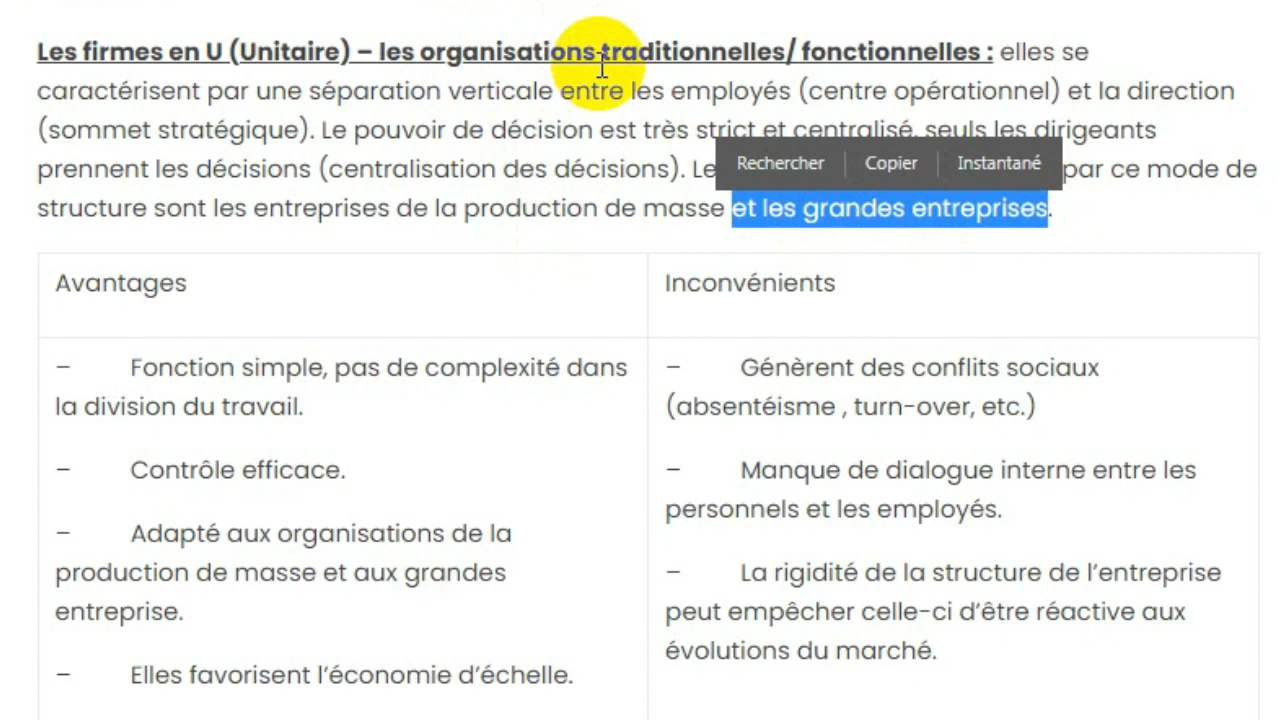 Les firmes en U (Unitaire) – les organisations traditionnelles/ fonctionnelles : elles se
caractérisent par une séparation verticale entre les employés (centre opérationnel) et la direction
(sommet stratégique). Le pouvoir de décision est très strict et centralisé, seuls les dirigeants
Rechercher Copier Instantané
prennent les décisions (centralisation des décisions). Le par ce mode de
structure sont les entreprises de la production de masse et les grandes entreprises.
Avantages
Inconvénients
– Fonction simple, pas de complexité dans
la division du travail.
– Contrôle efficace.
– Adapté aux organisations de la
production de masse et aux grandes
entreprise.
– Elles favorisent l’économie d’échelle.
– Génèrent des conflits sociaux
(absentéisme , turn-over, etc.)
– Manque de dialogue interne entre les
personnels et les employés.
– La rigidité de la structure de l’entreprise
peut empêcher celle-ci d’être réactive aux
évolutions du marché.